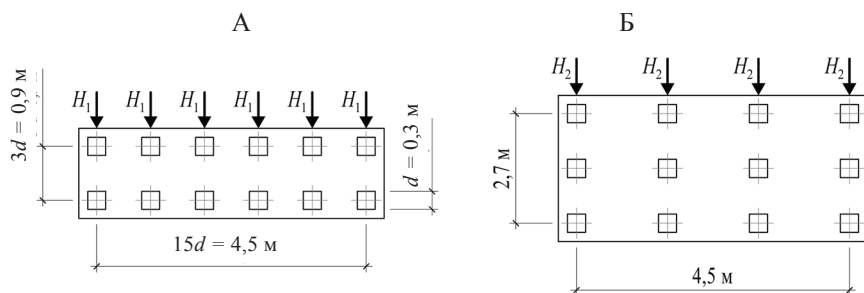 А
Б
H₁ H₁ H₁ H₁ H₁ H₁
3d = 0,9 м
d = 0,3 м
15d = 4,5 м
H₂ H₂ H₂ H₂
2,7 м
4,5 м